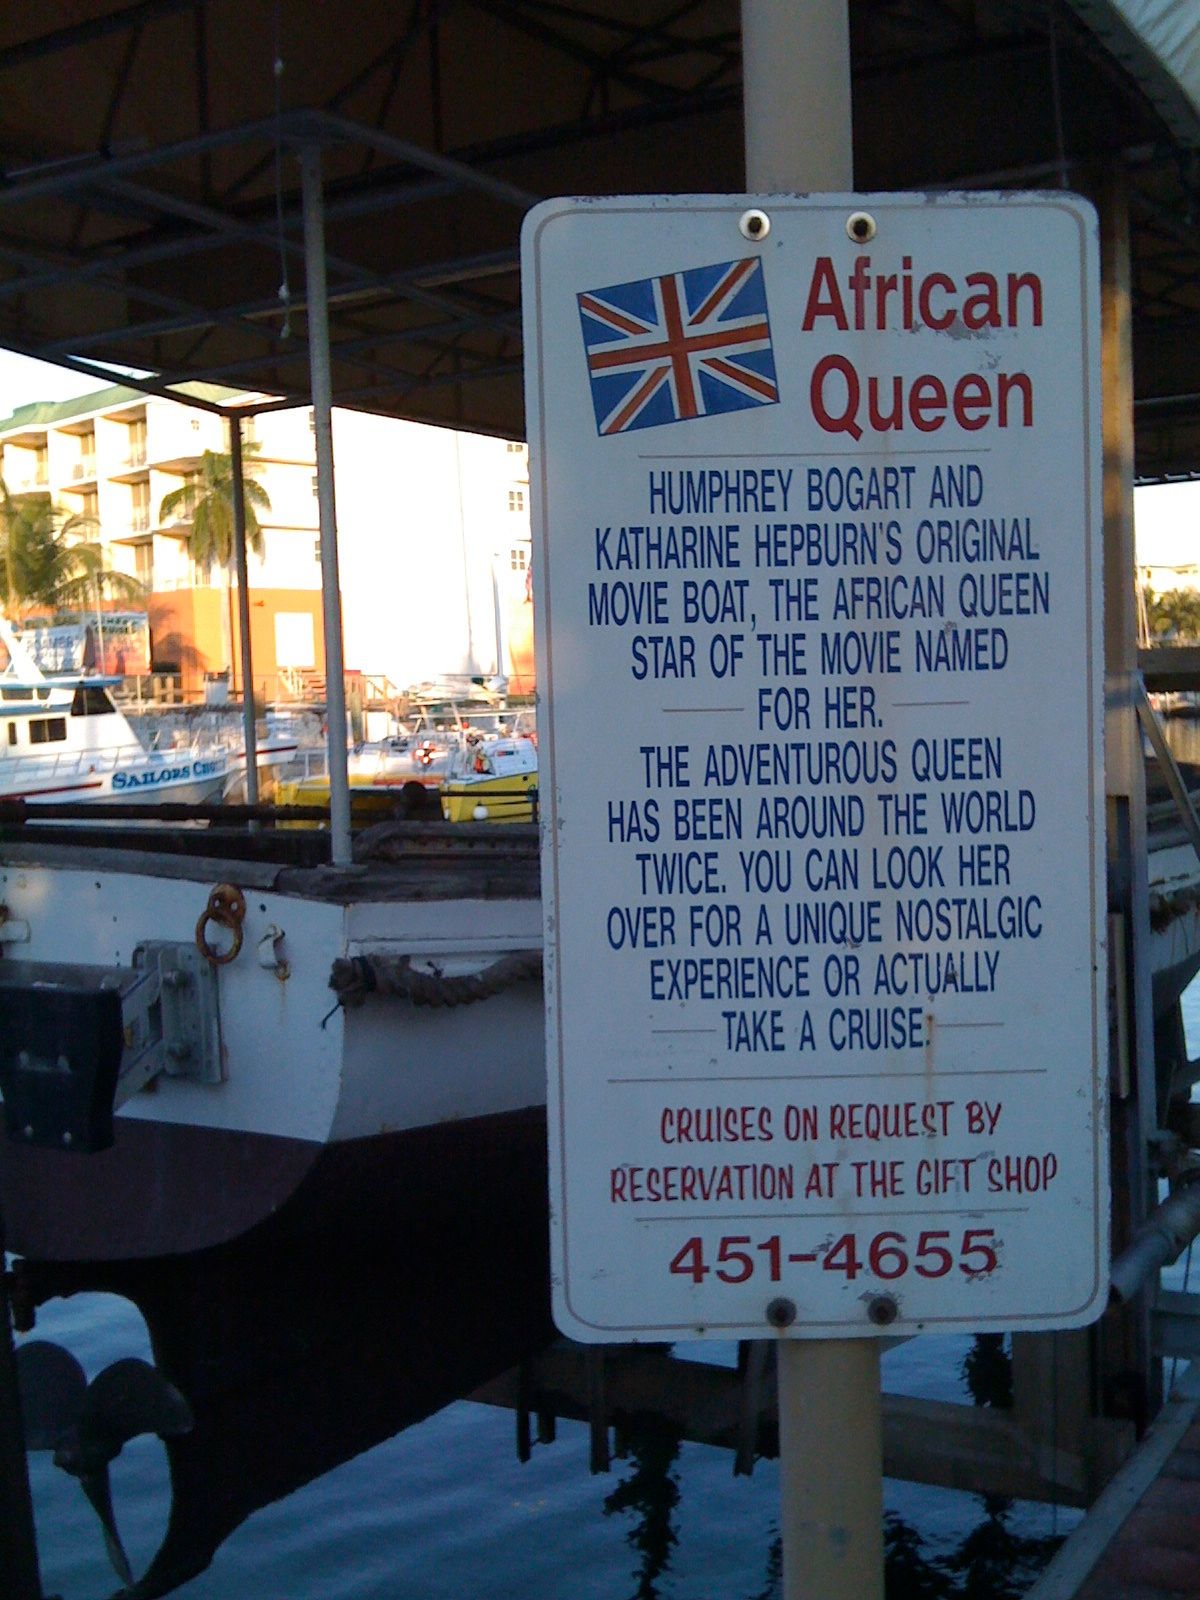 African
Queen
HUMPHREY BOGART AND
KATHARINE HEPBURN'S ORIGINAL
MOVIE BOAT, THE AFRICAN QUEEN
STAR OF THE MOVIE NAMED
FOR HER.
THE ADVENTUROUS QUEEN
HAS BEEN AROUND THE WORLD
TWICE. YOU CAN LOOK HER
OVER FOR A UNIQUE NOSTALGIC
EXPERIENCE OR ACTUALLY
TAKE A CRUISE.
CRUISES ON REQUEST BY
RESERVATION AT THE GIFT SHOP
451-4655
SAILORS